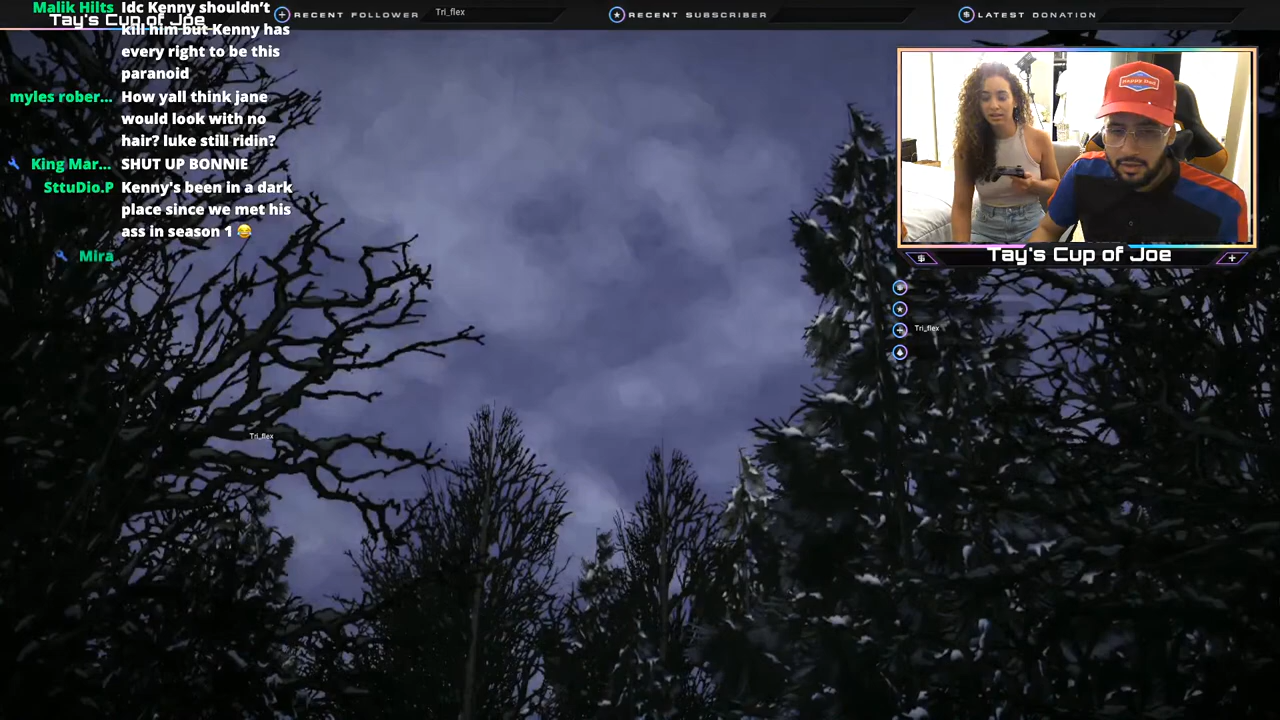 Malik Hilts Idc Kenny shouldn't
kill him but Kenny has
every right to be this
paranoid
myles rober... How yall think jane
would look with no
hair? luke still ridin?
King Mar... SHUT UP BONNIE
SttuDio.P Kenny's been in a dark
place since we met his
ass in season 1 😂
Mira
Tay's Cup of Joe
RECENT FOLLOWER Tri_flex
RECENT SUBSCRIBER
LATEST DONATION
happy dad
Tay's Cup of Joe
Tri_flex
Tri_flex